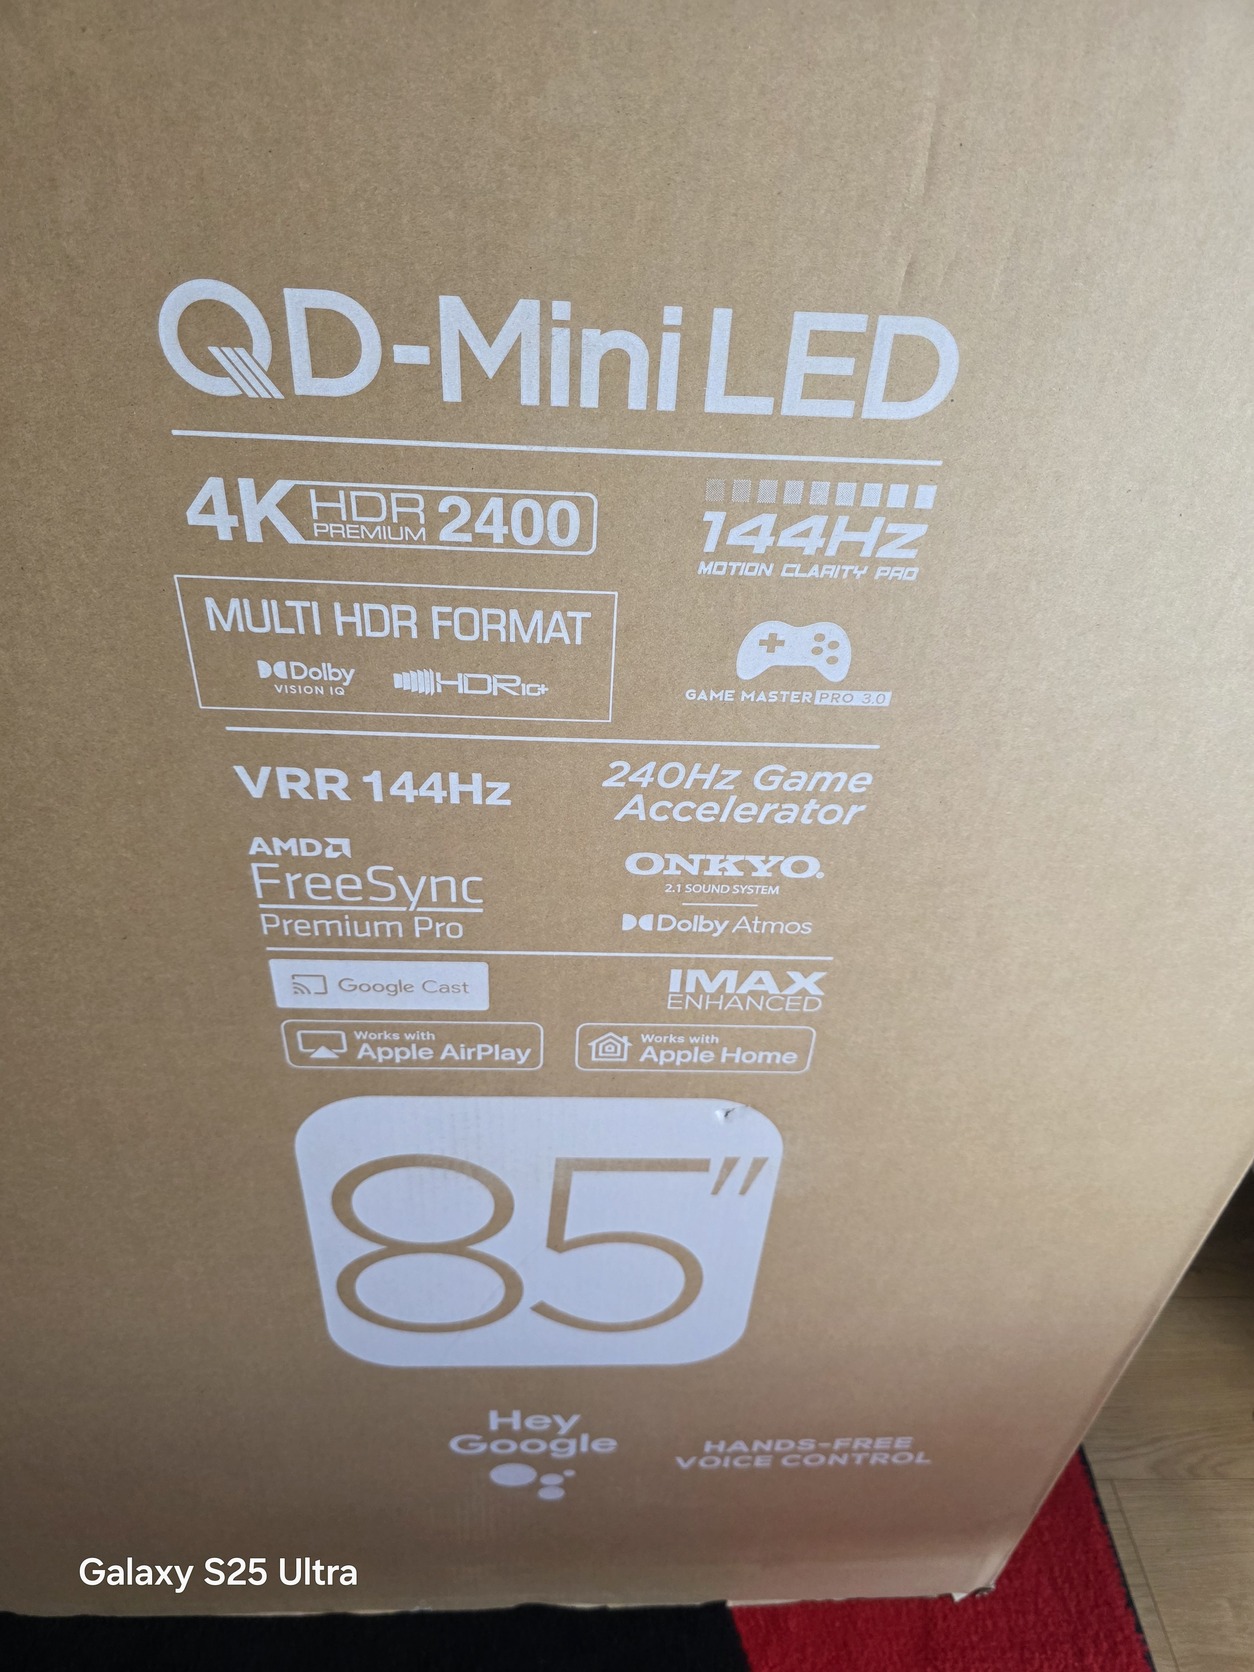 QD-Mini LED
4K HDR PREMIUM 2400
144Hz
MOTION CLARITY PRO
MULTI HDR FORMAT
Dolby VISION IQ
HDR10+
GAME MASTER PRO 3.0
VRR 144Hz
240Hz Game
Accelerator
AMD
FreeSync
Premium Pro
ONKYO.
2.1 SOUND SYSTEM
Dolby Atmos
Google Cast
IMAX
ENHANCED
Works with
Apple AirPlay
Works with
Apple Home
85"
Hey
Google
HANDS-FREE
VOICE CONTROL
Galaxy S25 Ultra